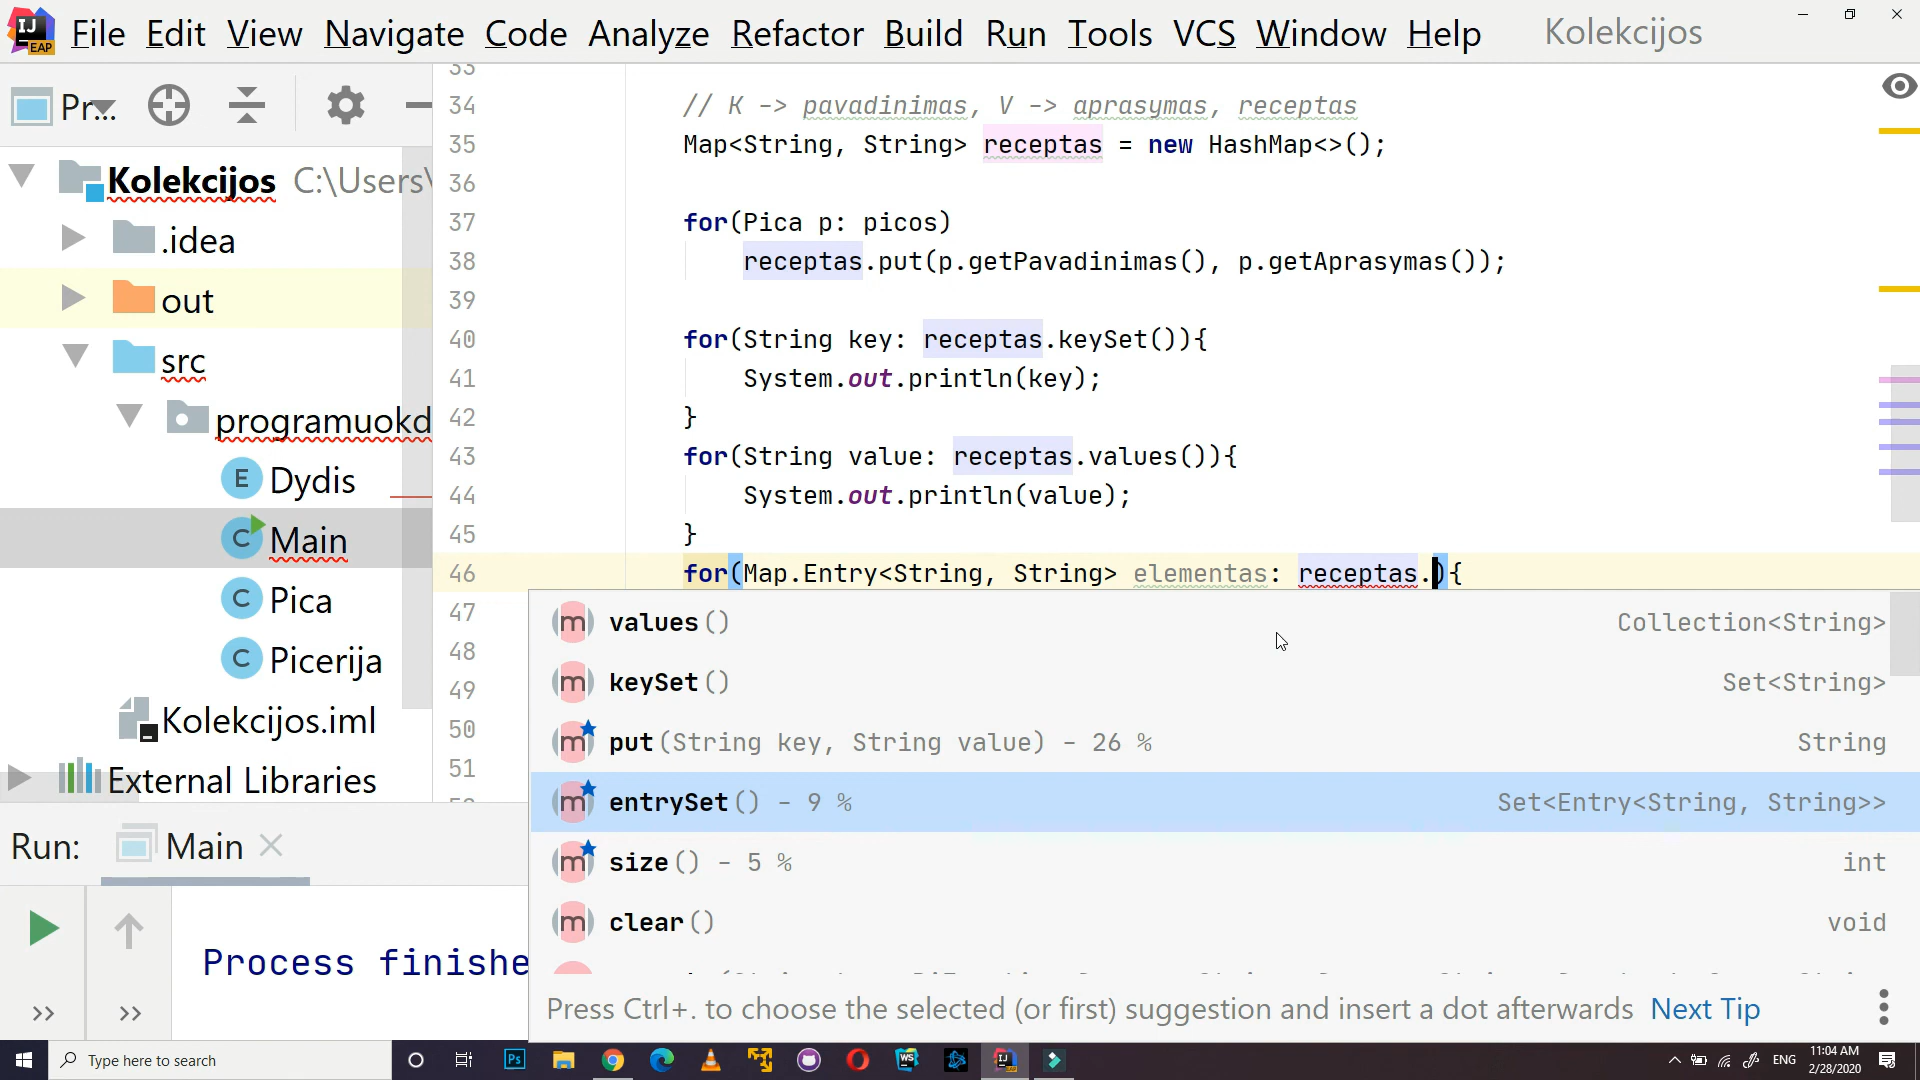 IJ
EAP
File Edit View Navigate Code Analyze Refactor Build Run Tools VCS Window Help Kolekcijos
Pr...
Kolekcijos C:\Users\
.idea
out
src
programuokd
E Dydis
C Main
C Pica
C Picerija
Kolekcijos.iml
External Libraries
33
34 // K -> pavadinimas, V -> aprasymas, receptas
35 Map<String, String> receptas = new HashMap<>();
36
37 for(Pica p: picos)
38 receptas.put(p.getPavadinimas(), p.getAprasymas());
39
40 for(String key: receptas.keySet()){
41 System.out.println(key);
42 }
43 for(String value: receptas.values()){
44 System.out.println(value);
45 }
46 for(Map.Entry<String, String> elementas: receptas.){
47
48
49
50
51
m values() Collection<String>
m keySet() Set<String>
m put(String key, String value) - 26 % String
m entrySet() - 9 % Set<Entry<String, String>>
m size() - 5 % int
m clear() void
Press Ctrl+. to choose the selected (or first) suggestion and insert a dot afterwards Next Tip
Run: Main
Process finishe
Type here to search
Ps
WS
IJ
ENG
11:04 AM
2/28/2020